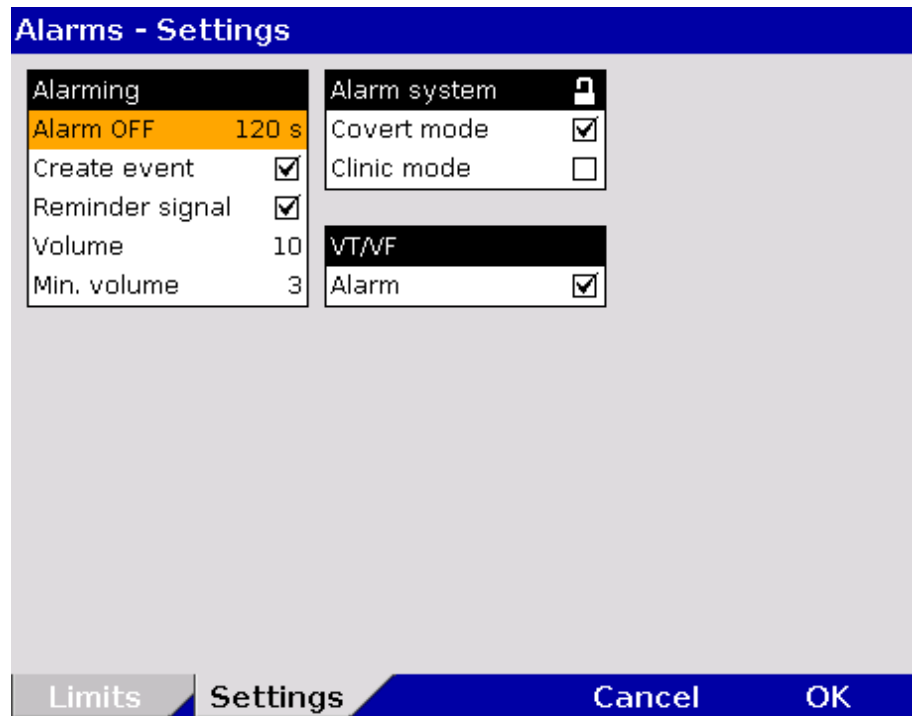 Alarms - Settings
Alarming
Alarm OFF 120 s
Create event
Reminder signal
Volume 10
Min. volume 3
Alarm system
Covert mode
Clinic mode
VT/VF
Alarm
Limits Settings Cancel OK